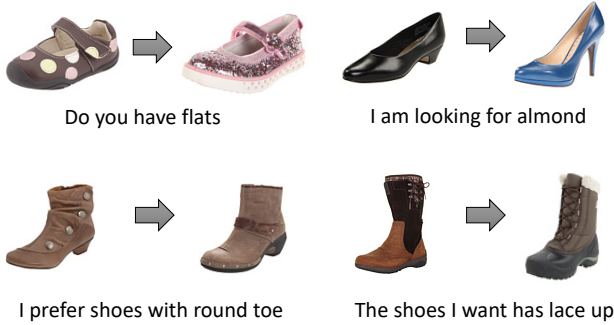 Do you have flats
I am looking for almond
I prefer shoes with round toe
The shoes I want has lace up